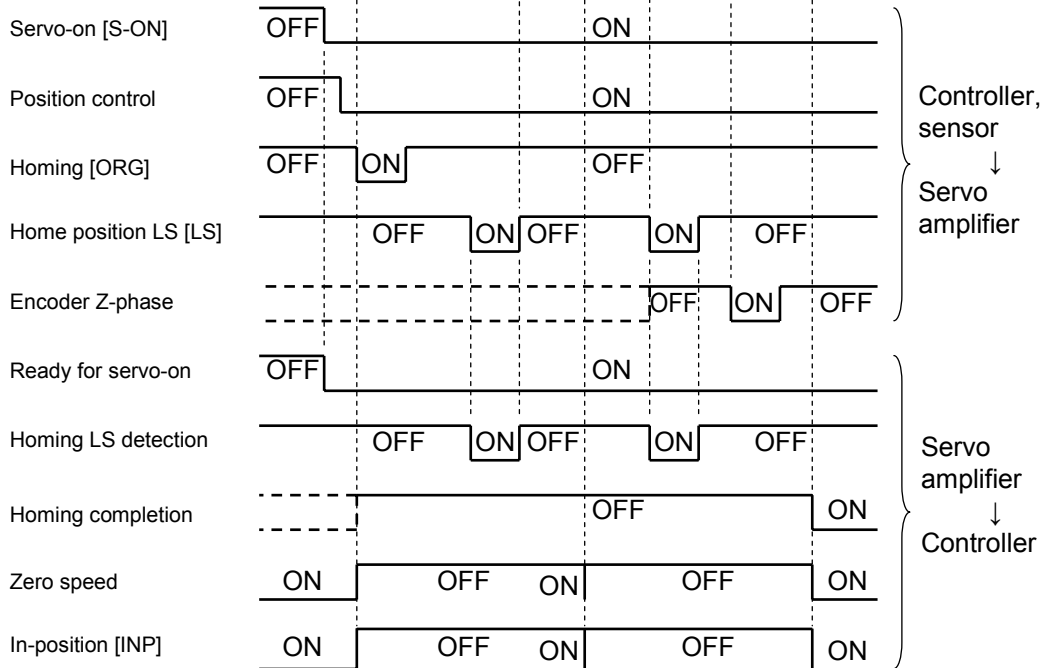 Servo-on [S-ON] OFF ON
Position control OFF ON
Homing [ORG] OFF ON OFF
Home position LS [LS] OFF ON OFF ON OFF
Encoder Z-phase OFF ON OFF
Controller,
sensor
↓
Servo
amplifier
Ready for servo-on OFF ON
Homing LS detection OFF ON OFF ON OFF
Homing completion OFF ON
Zero speed ON OFF ON OFF ON
In-position [INP] ON OFF ON OFF ON
Servo
amplifier
↓
Controller